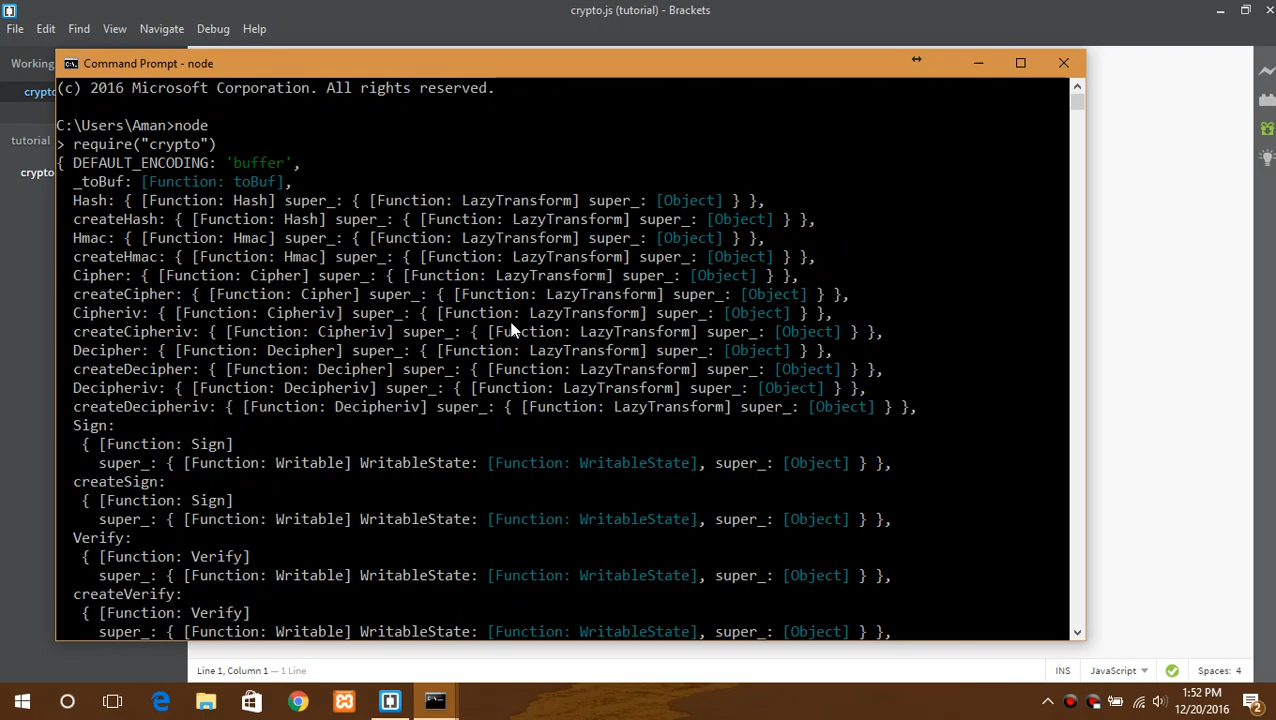 crypto.js (tutorial) - Brackets
File Edit Find View Navigate Debug Help
Working
crypto
tutorial
crypto
Command Prompt - node
(c) 2016 Microsoft Corporation. All rights reserved.
C:\Users\Aman>node
> require("crypto")
{ DEFAULT_ENCODING: 'buffer',
_toBuf: [Function: toBuf],
Hash: { [Function: Hash] super_: { [Function: LazyTransform] super_: [Object] } },
createHash: { [Function: Hash] super_: { [Function: LazyTransform] super_: [Object] } },
Hmac: { [Function: Hmac] super_: { [Function: LazyTransform] super_: [Object] } },
createHmac: { [Function: Hmac] super_: { [Function: LazyTransform] super_: [Object] } },
Cipher: { [Function: Cipher] super_: { [Function: LazyTransform] super_: [Object] } },
createCipher: { [Function: Cipher] super_: { [Function: LazyTransform] super_: [Object] } },
Cipheriv: { [Function: Cipheriv] super_: { [Function: LazyTransform] super_: [Object] } },
createCipheriv: { [Function: Cipheriv] super_: { [Function: LazyTransform] super_: [Object] } },
Decipher: { [Function: Decipher] super_: { [Function: LazyTransform] super_: [Object] } },
createDecipher: { [Function: Decipher] super_: { [Function: LazyTransform] super_: [Object] } },
Decipheriv: { [Function: Decipheriv] super_: { [Function: LazyTransform] super_: [Object] } },
createDecipheriv: { [Function: Decipheriv] super_: { [Function: LazyTransform] super_: [Object] } },
Sign:
{ [Function: Sign]
super_: { [Function: Writable] WritableState: [Function: WritableState], super_: [Object] } },
createSign:
{ [Function: Sign]
super_: { [Function: Writable] WritableState: [Function: WritableState], super_: [Object] } },
Verify:
{ [Function: Verify]
super_: { [Function: Writable] WritableState: [Function: WritableState], super_: [Object] } },
createVerify:
{ [Function: Verify]
super_: { [Function: Writable] WritableState: [Function: WritableState], super_: [Object] } },
Line 1, Column 1 — 1 Line
INS JavaScript Spaces: 4
1:52 PM
12/20/2016
2